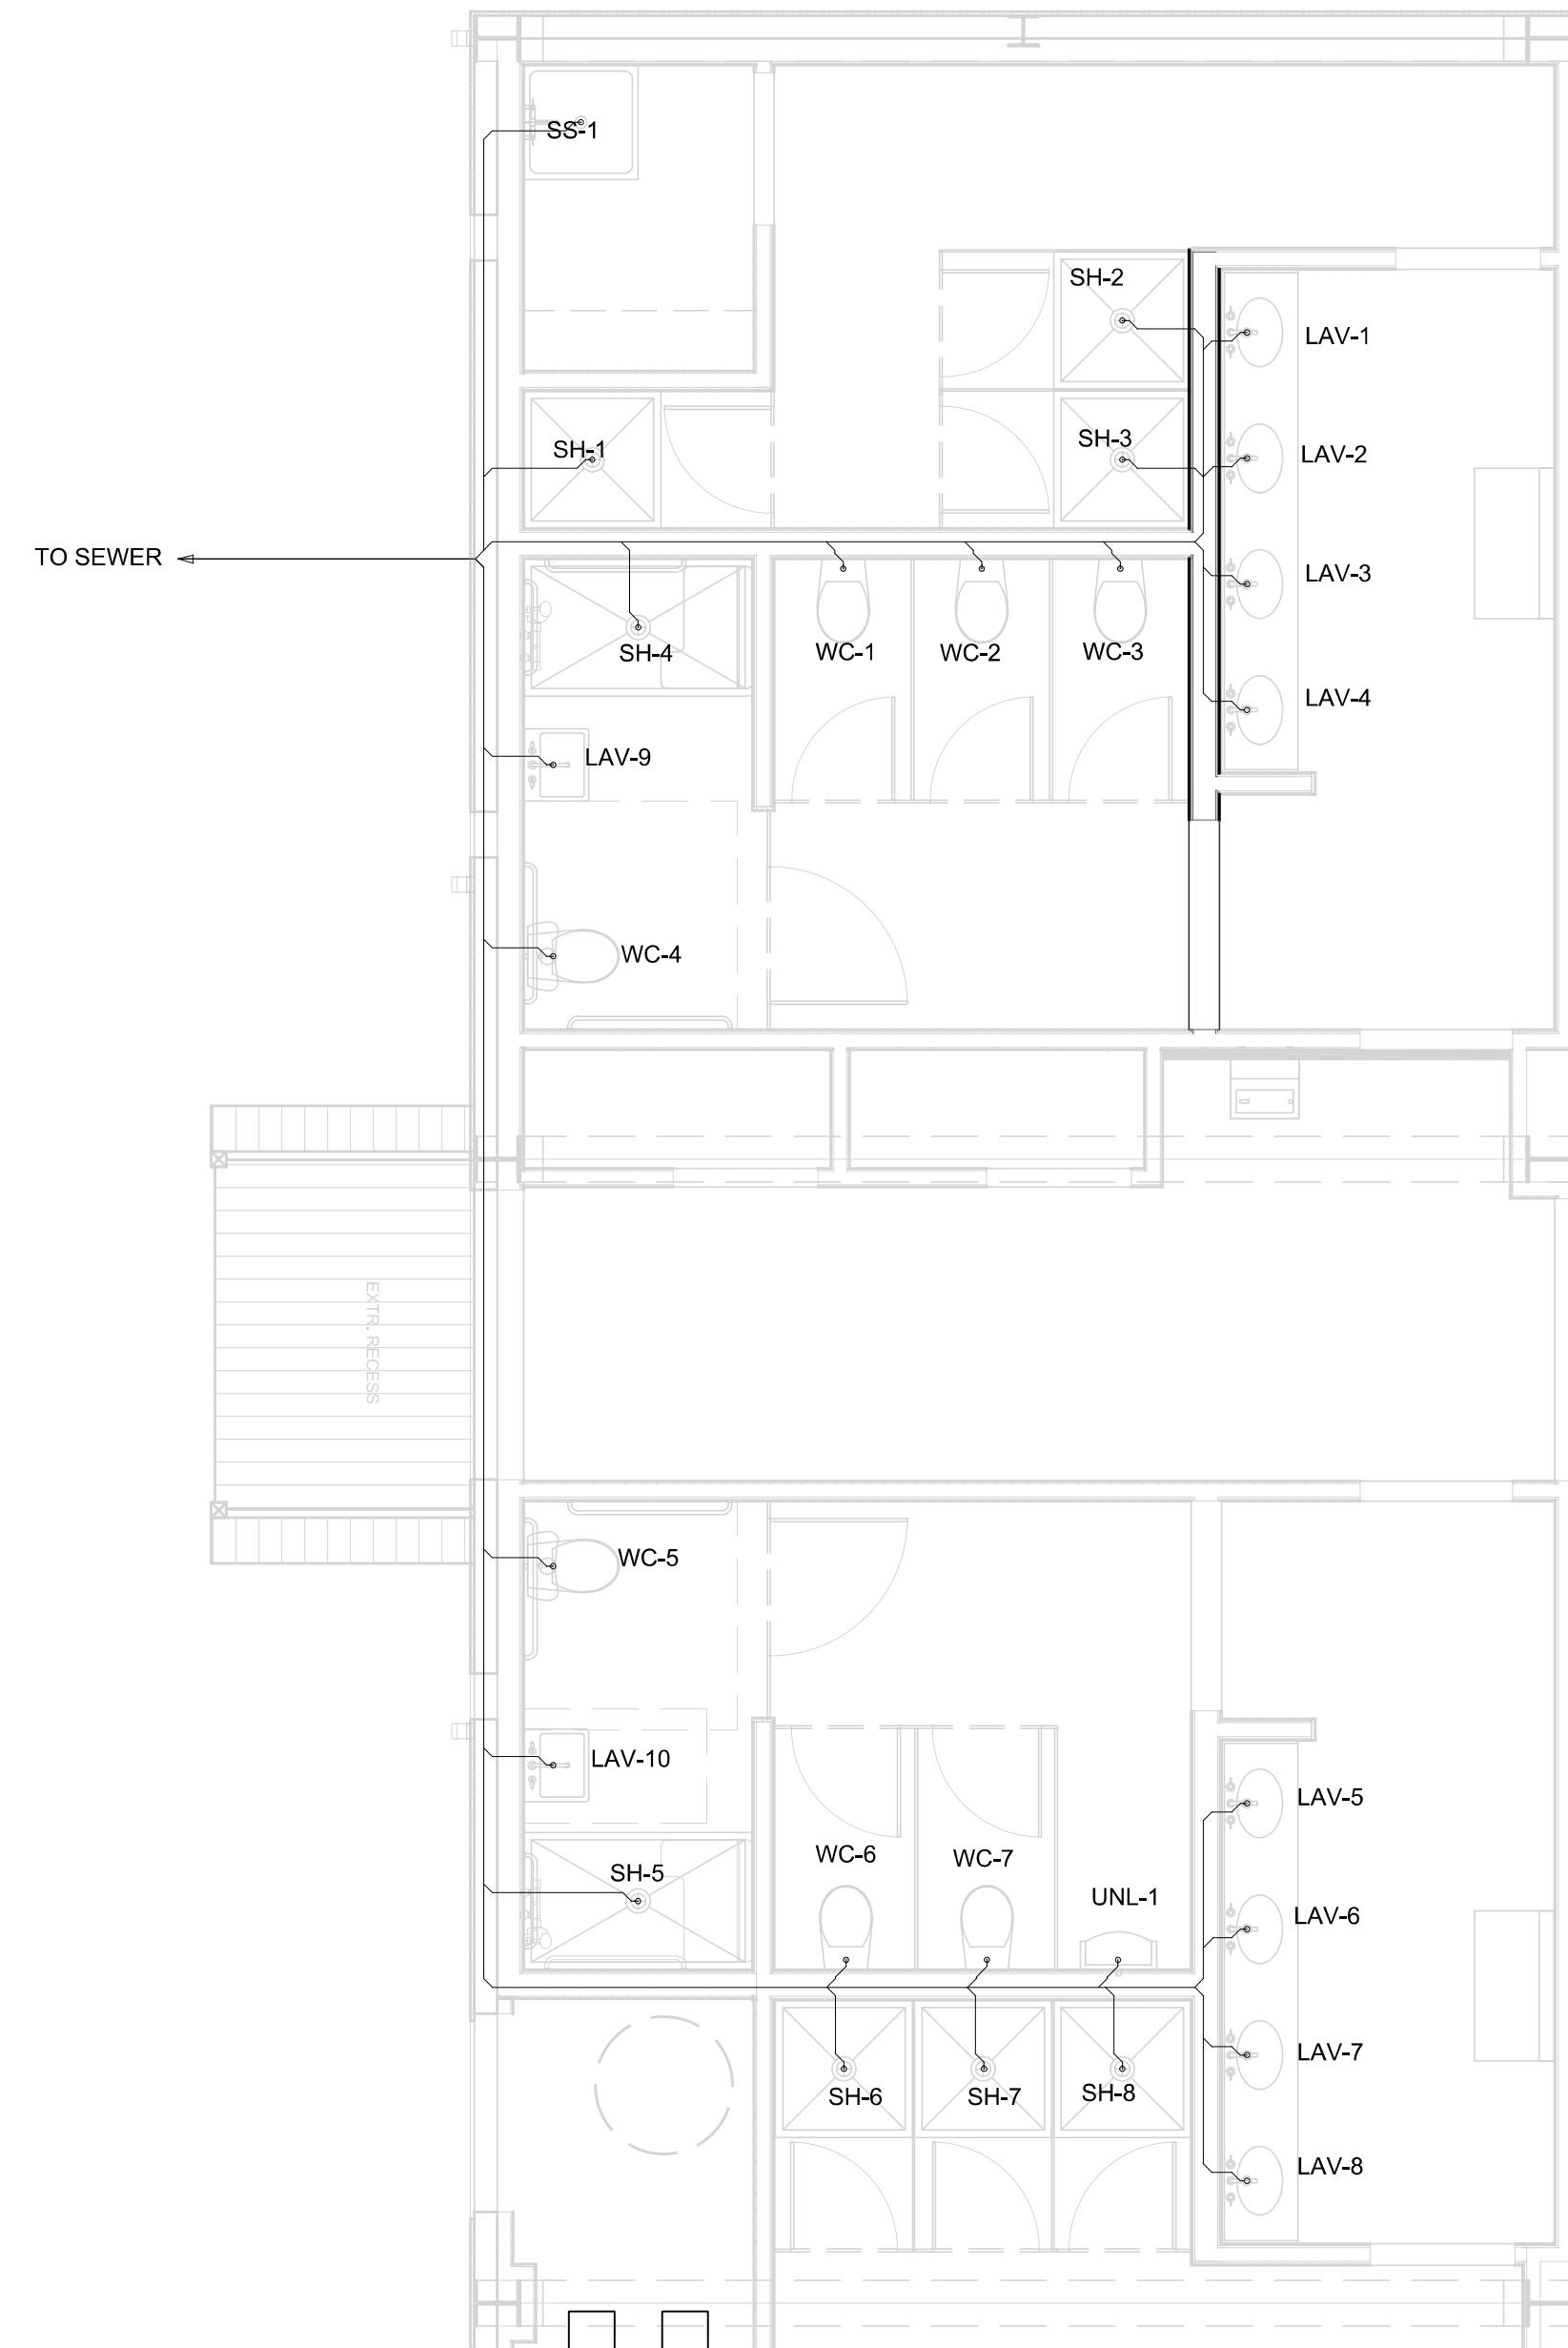 SS-1
SH-2
LAV-1
SH-3
SH-1
LAV-2
TO SEWER
LAV-3
SH-4
WC-1
WC-2
WC-3
LAV-4
LAV-9
WC-4
EXTR. RECESS
WC-5
LAV-10
LAV-5
WC-6
WC-7
SH-5
UNL-1
LAV-6
LAV-7
SH-6
SH-7
SH-8
LAV-8